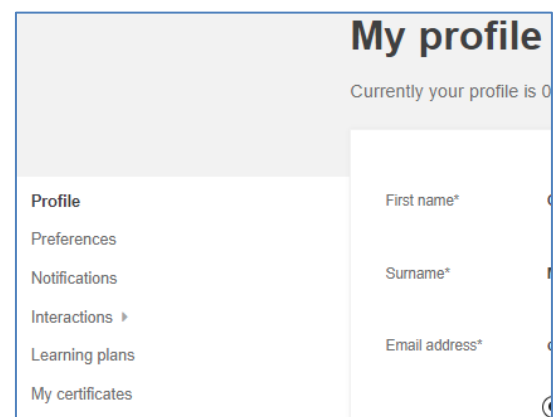 My profile
Currently your profile is 0
Profile
Preferences
Notifications
Interactions
Learning plans
My certificates
First name*
Surname*
Email address*